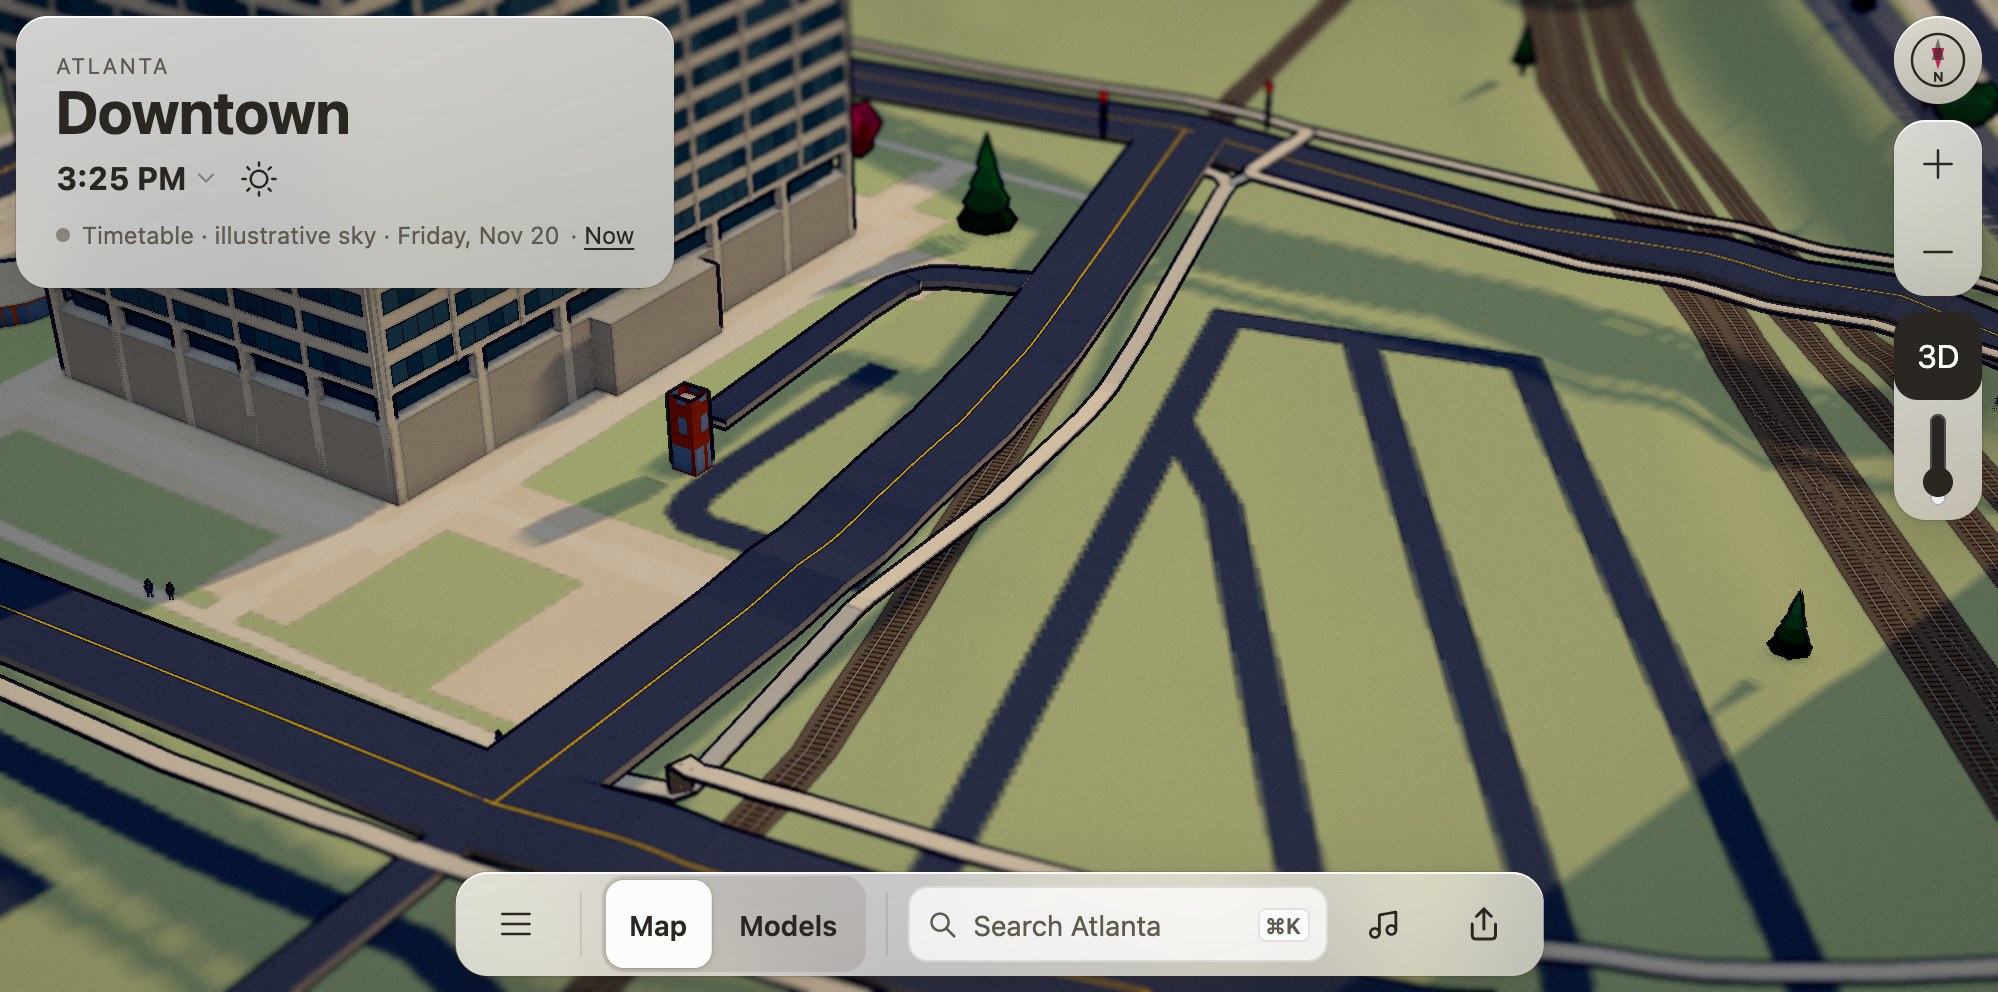 ATLANTA
Downtown
3:25 PM
Timetable · illustrative sky · Friday, Nov 20 · Now
N
3D
Map
Models
Search Atlanta
⌘K